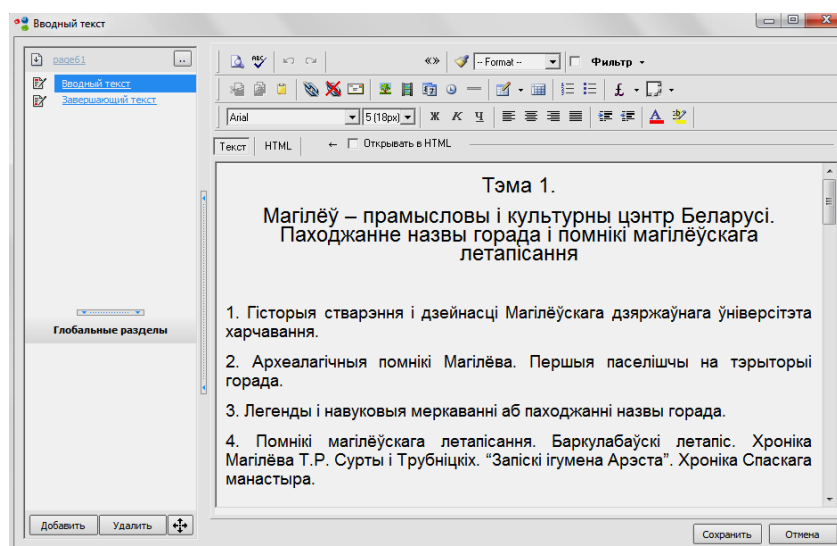 Вводный текст
page61
..
Вводный текст
Завершающий текст
Глобальные разделы
Добавить
Удалить
ABC
«»
-- Format --
Фильтр
£
Arial
5 (18px)
Ж К Ч
A
Текст
HTML
← Открывать в HTML
Тэма 1.
Магілёў – прамысловы і культурны цэнтр Беларусі.
Паходжанне назвы горада і помнікі магілёўскага
летапісання
1. Гісторыя стварэння і дзейнасці Магілёўскага дзяржаўнага ўніверсітэта
харчавання.
2. Археалагічныя помнікі Магілёва. Першыя паселішчы на тэрыторыі
горада.
3. Легенды і навуковыя меркаванні аб паходжанні назвы горада.
4. Помнікі магілёўскага летапісання. Баркулабаўскі летапіс. Хроніка
Магілёва Т.Р. Сурты і Трубніцкіх. “Запіскі ігумена Арэста”. Хроніка Спаскага
манастыра.
Сохранить
Отмена